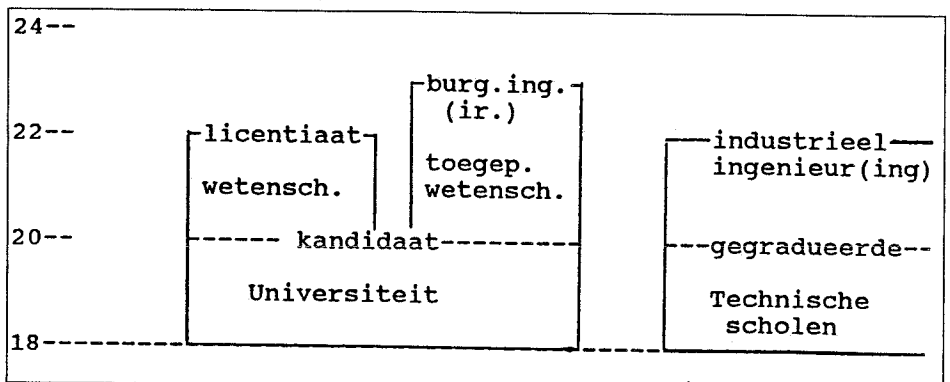 24--
burg.ing.
(ir.)
22--
licentiaat
industrieel
ingenieur(ing)
toegep.
wetensch.
wetensch.
20--
kandidaat
gegradueerde
Universiteit
Technische
scholen
18